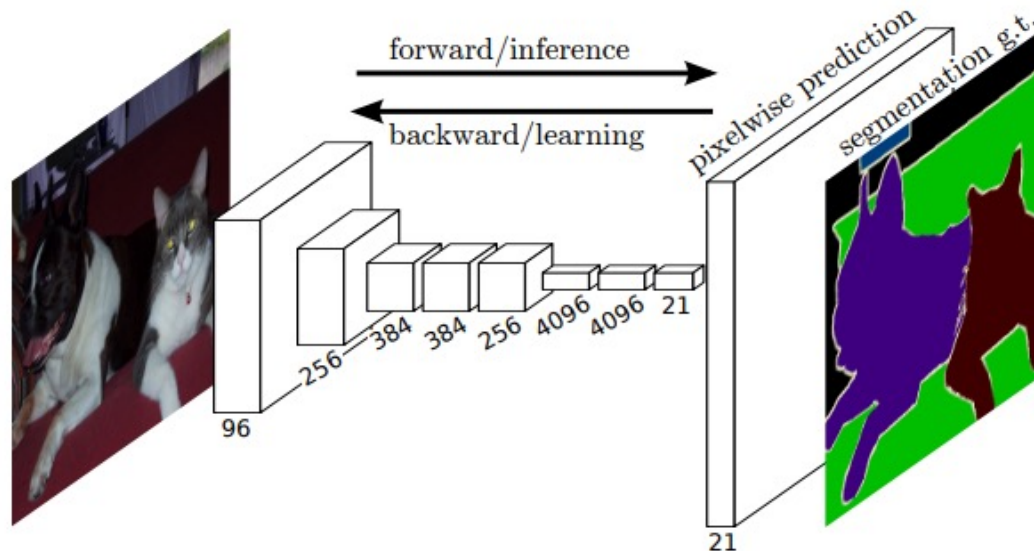 forward/inference
backward/learning
pixelwise prediction
segmentation g.t.
96
256
384
384
256
4096
4096
21
21